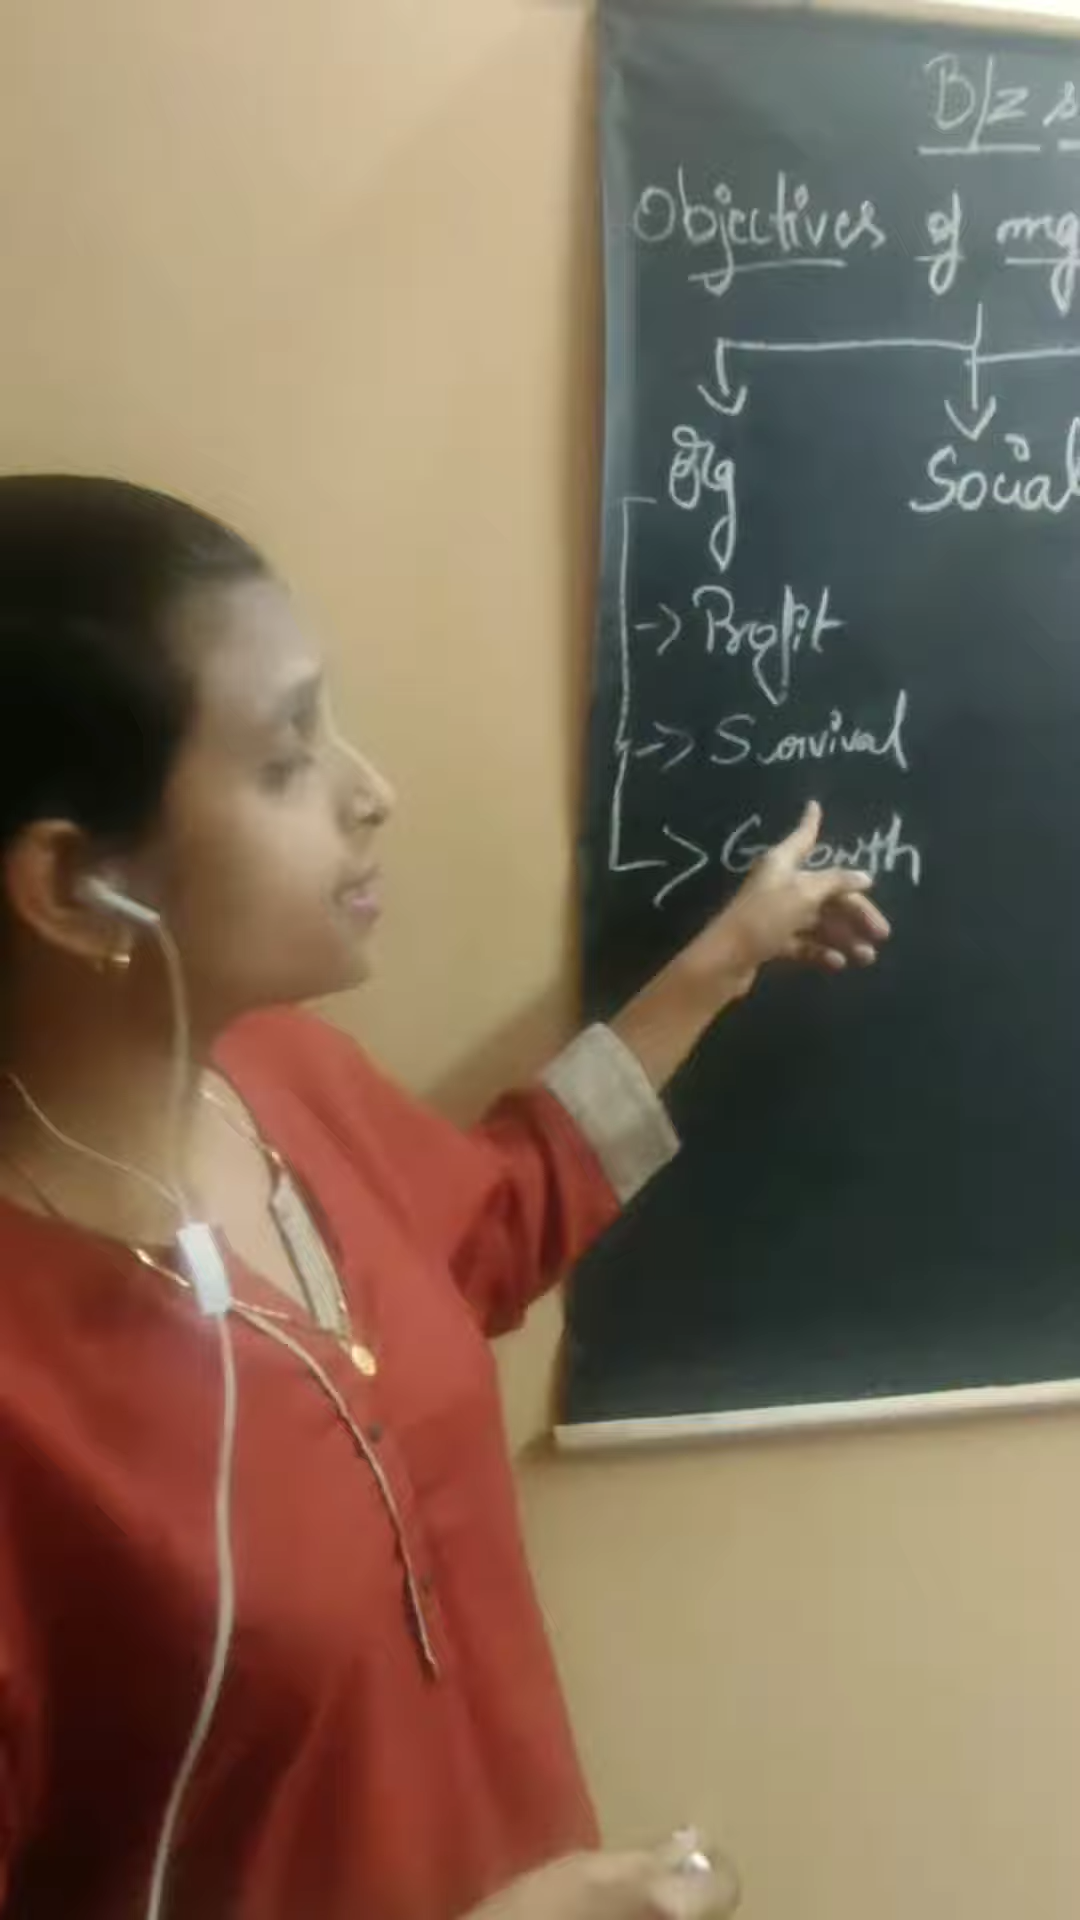 B/z s
Objectives of mg
Org Social
-> Profit
-> Survival
-> Growth